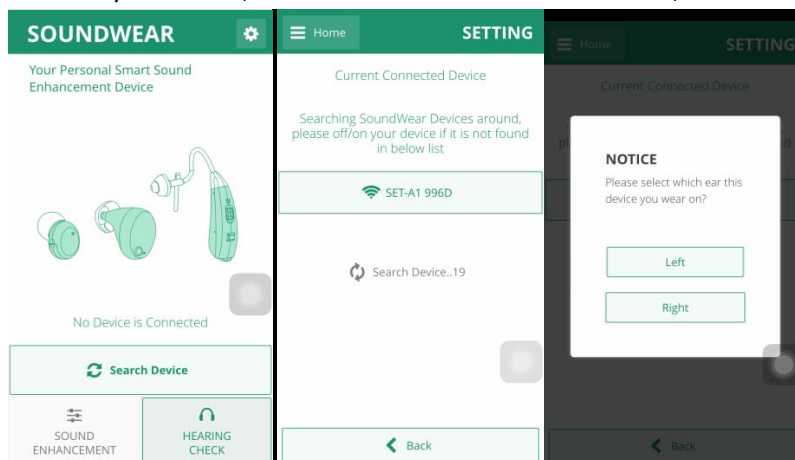 SOUNDWEAR
Your Personal Smart Sound
Enhancement Device
No Device is Connected
Search Device
SOUND
ENHANCEMENT
HEARING
CHECK
Home
SETTING
Current Connected Device
Searching SoundWear Devices around,
please off/on your device if it is not found
in below list
SET-A1 996D
Search Device..19
Back
Home
SETTING
Current Connected Device
NOTICE
Please select which ear this
device you wear on?
Left
Right
Back